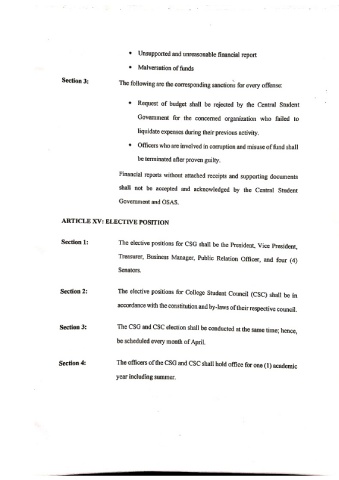 • Unsupported and unreasonable financial report
• Malversation of funds
Section 3: The following are the corresponding sanctions for every offense:
• Request of budget shall be rejected by the Central Student
Government for the concerned organization who failed to
liquidate expenses during their previous activity.
• Officers who are involved in corruption and misuse of fund shall
be terminated after proven guilty.
Financial reports without attached receipts and supporting documents
shall not be accepted and acknowledged by the Central Student
Government and OSAS.
ARTICLE XV: ELECTIVE POSITION
Section 1: The elective positions for CSG shall be the President, Vice President,
Treasurer, Business Manager, Public Relation Officer, and four (4)
Senators.
Section 2: The elective positions for College Student Council (CSC) shall be in
accordance with the constitution and by-laws of their respective council.
Section 3: The CSG and CSC election shall be conducted at the same time; hence,
be scheduled every month of April.
Section 4: The officers of the CSG and CSC shall hold office for one (1) academic
year including summer.